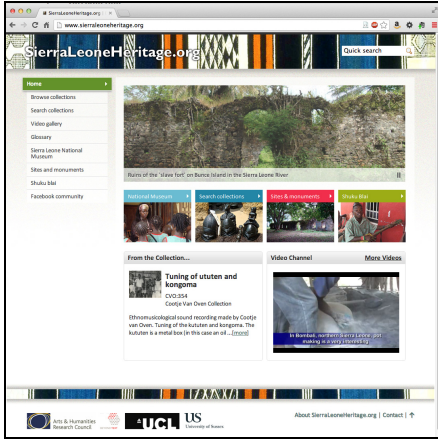 SierraLeoneHeritage.org
www.sierraleoneheritage.org
SierraLeoneHeritage.org
Quick search
Home
Browse collections
Search collections
Video gallery
Glossary
Sierra Leone National
Museum
Sites and monuments
Shuku blai
Facebook community
Ruins of the 'slave fort' on Bunce Island in the Sierra Leone River
National Museum
Search collections
Sites & monuments
Shuku Blai
From the Collection...
Tuning of ututen and
kongoma
CVO:354
Cootje Van Oven Collection
Ethnomusicological sound recording made by Cootje
van Oven. Tuning of the kututen and kongoma. The
kututen is a metal box (in this case an oil ...[more]
Video Channel
More Videos
In Bombali, northern Sierra Leone, pot
making is a very interesting
Arts & Humanities
Research Council
UCL
US
University of Sussex
About SierraLeoneHeritage.org | Contact |